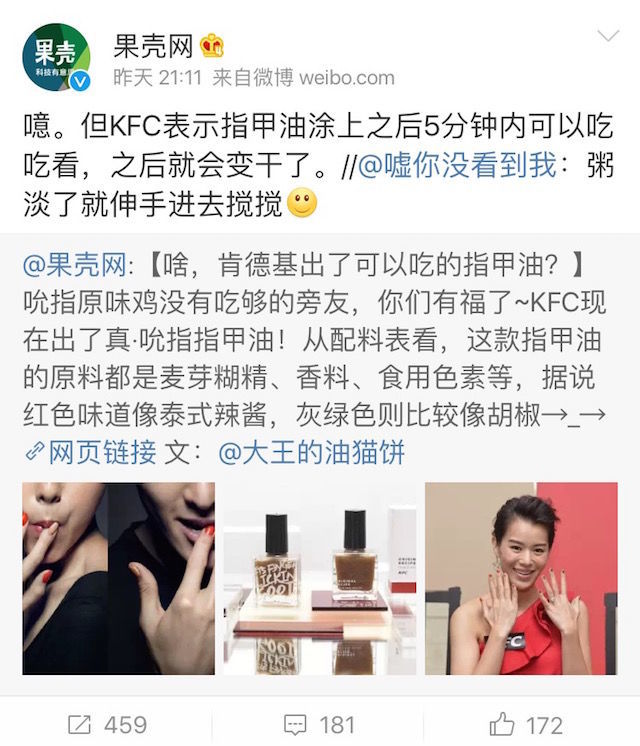 果壳
科技有意思
果壳网
昨天 21:11 来自微博 weibo.com
噫。但KFC表示指甲油涂上之后5分钟内可以吃
吃看，之后就会变干了。//@嘘你没看到我：粥
淡了就伸手进去搅搅
@果壳网:【啥，肯德基出了可以吃的指甲油？】
吮指原味鸡没有吃够的旁友，你们有福了~KFC现
在出了真·吮指指甲油！从配料表看，这款指甲油
的原料都是麦芽糊精、香料、食用色素等，据说
红色味道像泰式辣酱，灰绿色则比较像胡椒→_→
网页链接 文：@大王的油猫饼
KFC
459
181
172